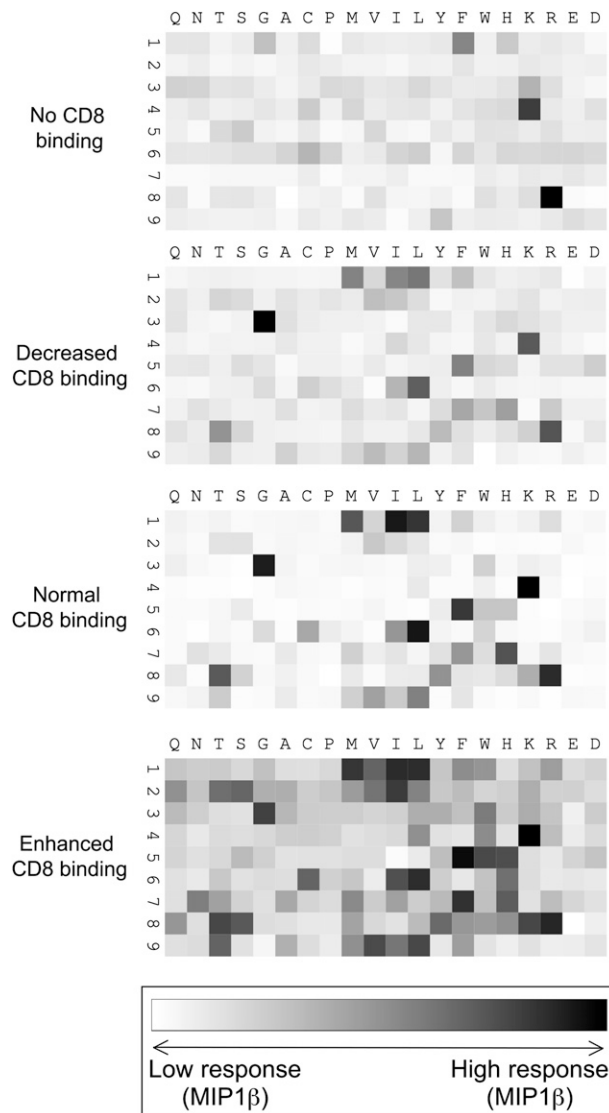 Q N T S G A C P M V I L Y F W H K R E D
1
2
3
4
5
6
7
8
9
No CD8
binding
Q N T S G A C P M V I L Y F W H K R E D
1
2
3
4
5
6
7
8
9
Decreased
CD8 binding
Q N T S G A C P M V I L Y F W H K R E D
1
2
3
4
5
6
7
8
9
Normal
CD8 binding
Q N T S G A C P M V I L Y F W H K R E D
1
2
3
4
5
6
7
8
9
Enhanced
CD8 binding
Low response High response
(MIP1β) (MIP1β)